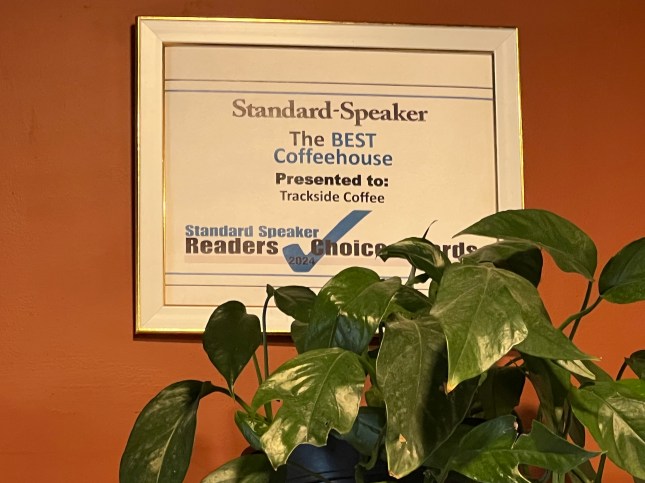 Standard-Speaker
The BEST
Coffeehouse
Presented to:
Trackside Coffee
Standard Speaker
Readers Choice
2024